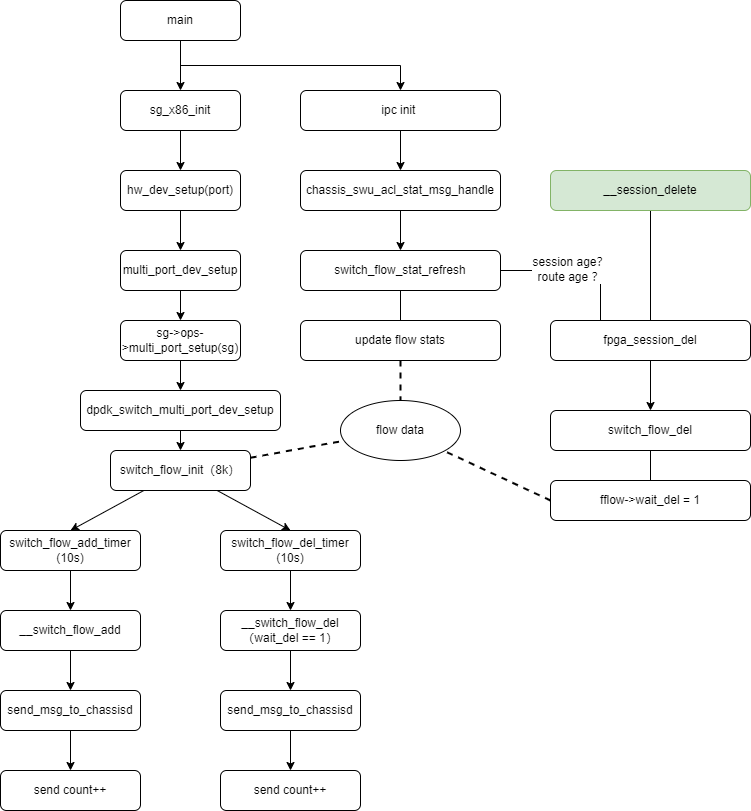 main
sg_x86_init
ipc init
hw_dev_setup(port)
chassis_swu_acl_stat_msg_handle
__session_delete
multi_port_dev_setup
switch_flow_stat_refresh
session age?
route age ?
sg->ops-
>multi_port_setup(sg)
update flow stats
fpga_session_del
dpdk_switch_multi_port_dev_setup
flow data
switch_flow_del
switch_flow_init（8k）
fflow->wait_del = 1
switch_flow_add_timer
（10s）
switch_flow_del_timer
（10s）
__switch_flow_add
__switch_flow_del
（wait_del == 1）
send_msg_to_chassisd
send_msg_to_chassisd
send count++
send count++